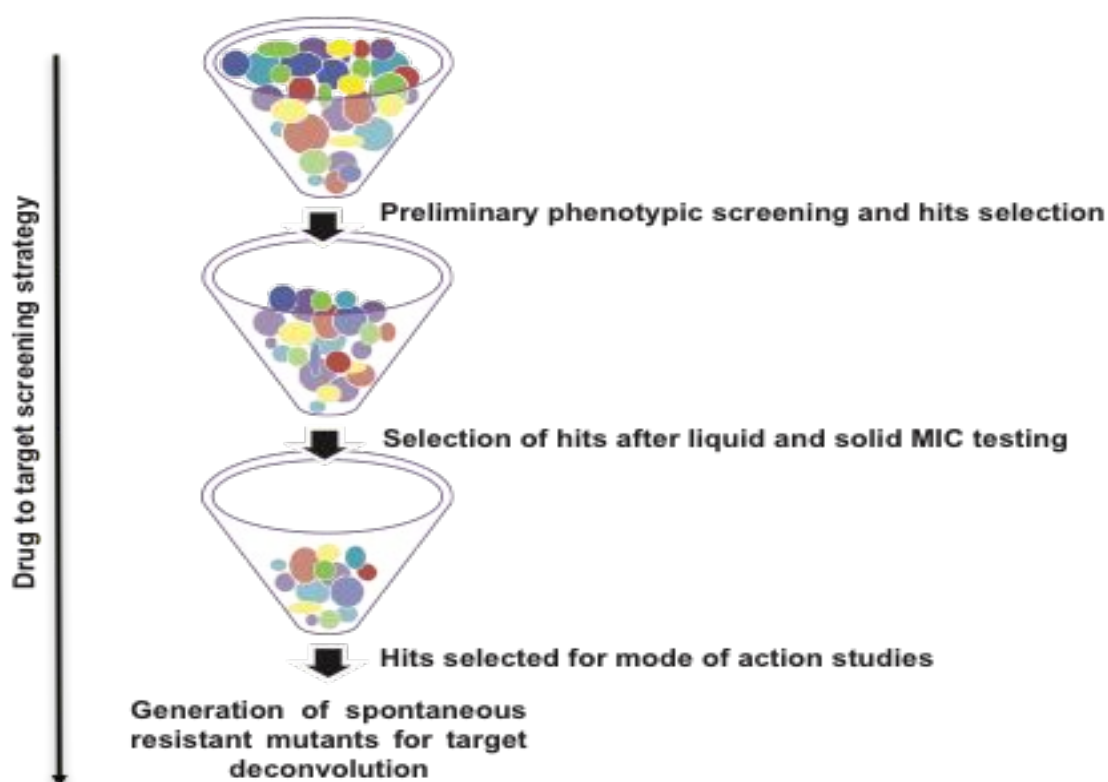 Drug to target screening strategy
Preliminary phenotypic screening and hits selection
Selection of hits after liquid and solid MIC testing
Hits selected for mode of action studies
Generation of spontaneous
resistant mutants for target
deconvolution